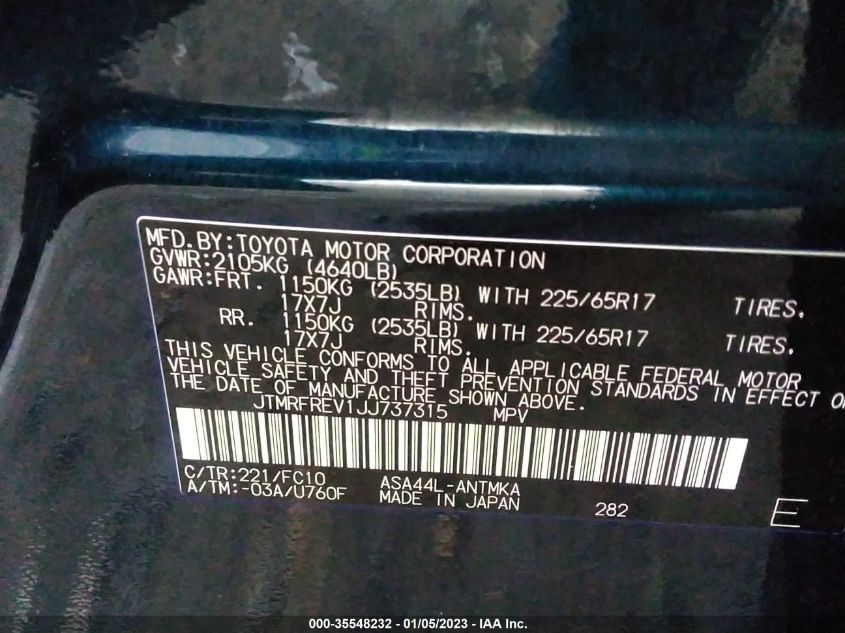 MFD.BY:TOYOTA MOTOR CORPORATION
GVWR:2105KG (4640LB)
GAWR:FRT. 1150KG (2535LB) WITH 225/65R17 TIRES.
17X7J RIMS.
RR. 1150KG (2535LB) WITH 225/65R17 TIRES.
17X7J RIMS.
THIS VEHICLE CONFORMS TO ALL APPLICABLE FEDERAL MOTOR
VEHICLE SAFETY AND THEFT PREVENTION STANDARDS IN EFFECT
THE DATE OF MANUFACTURE SHOWN ABOVE.
JTMRFREV1JJ737315 MPV
C/TR:221/FC10 ASA44L-ANTMKA
A/TM:-03A/U760F MADE IN JAPAN 282 E
000-35548232 - 01/05/2023 - IAA Inc.